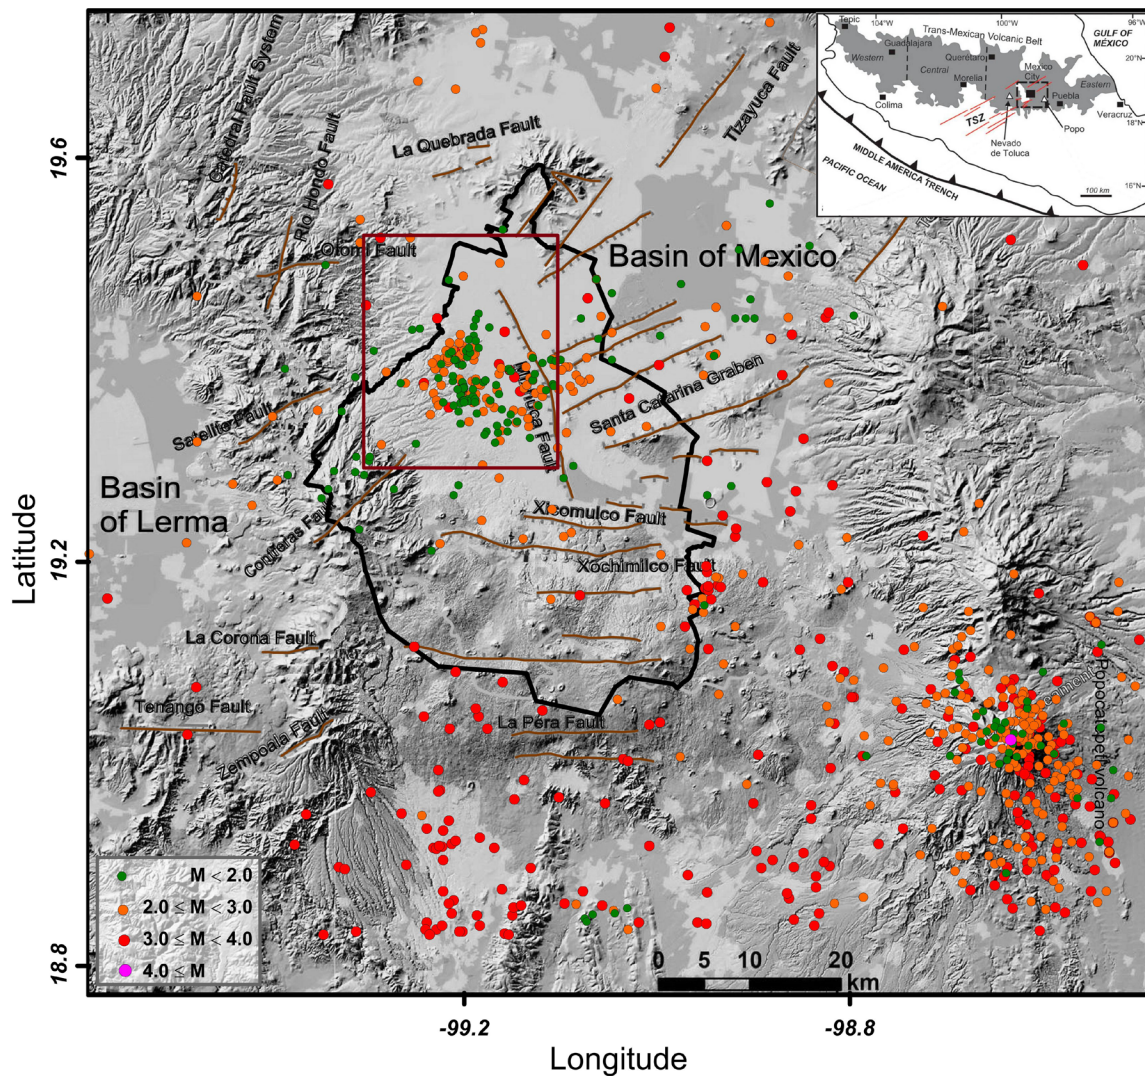 Tepic
104°W
100°W
96°W
GULF OF
MÉXICO
Trans-Mexican Volcanic Belt
Guadalajara
Querétaro
20°N
Western
Central
Mexico
City
Eastern
Morelia
Puebla
Colima
Veracruz
TSZ
18°N
Popo
Nevado
de Toluca
MIDDLE AMERICA TRENCH
PACIFIC OCEAN
16°N
100 km
Catedral Fault System
Rio Hondo Fault
La Quebrada Fault
Tizayuca Fault
19.6
Otomi Fault
Basin of Mexico
Santa Catarina Graben
Satelite Fault
Basin
of Lerma
Xicomulco Fault
Xochimilco Fault
19.2
Latitude
La Corona Fault
Tenango Fault
Zempoala Fault
La Pera Fault
Popocatepetl volcano
M < 2.0
2.0 ≤ M < 3.0
3.0 ≤ M < 4.0
4.0 ≤ M
18.8
0 5 10 20
km
-99.2
-98.8
Longitude